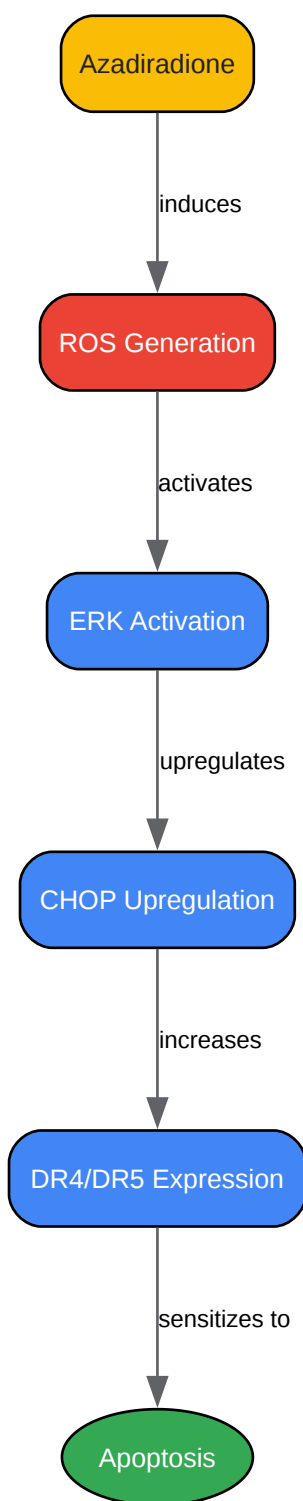 Azadiradione
induces
ROS Generation
activates
ERK Activation
upregulates
CHOP Upregulation
increases
DR4/DR5 Expression
sensitizes to
Apoptosis